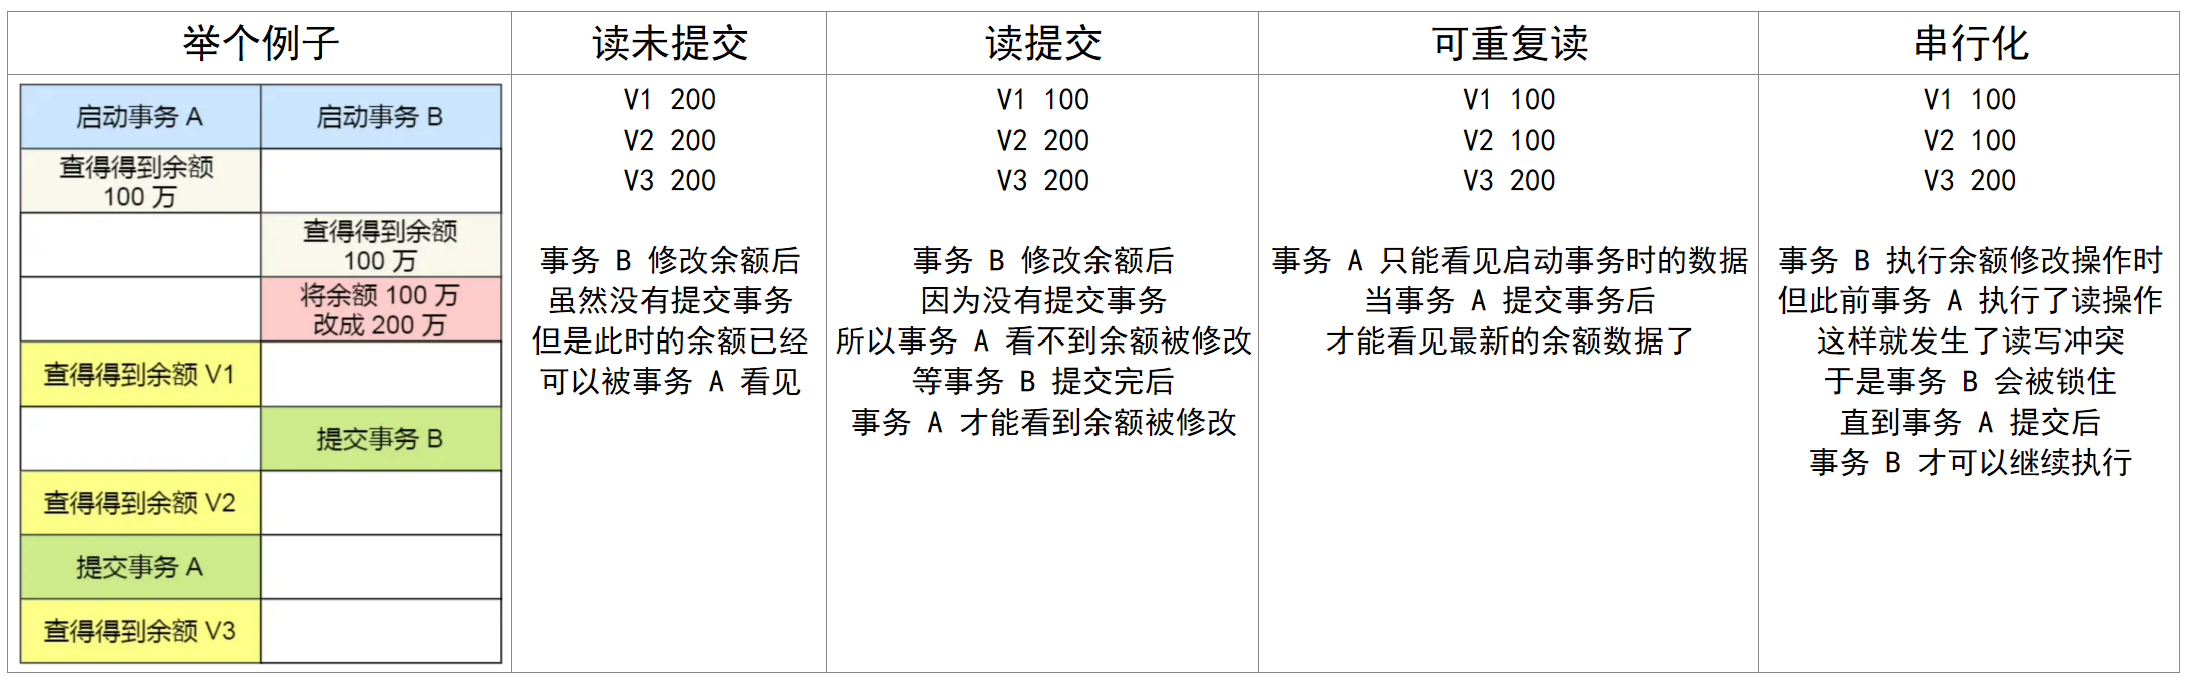 举个例子
读未提交
读提交
可重复读
串行化
启动事务 A
启动事务 B
查得得到余额
100 万
查得得到余额
100 万
将余额 100 万
改成 200 万
查得得到余额 V1
提交事务 B
查得得到余额 V2
提交事务 A
查得得到余额 V3
V1 200
V2 200
V3 200
事务 B 修改余额后
虽然没有提交事务
但是此时的余额已经
可以被事务 A 看见
V1 100
V2 200
V3 200
事务 B 修改余额后
因为没有提交事务
所以事务 A 看不到余额被修改
等事务 B 提交完后
事务 A 才能看到余额被修改
V1 100
V2 100
V3 200
事务 A 只能看见启动事务时的数据
当事务 A 提交事务后
才能看见最新的余额数据了
V1 100
V2 100
V3 200
事务 B 执行余额修改操作时
但此前事务 A 执行了读操作
这样就发生了读写冲突
于是事务 B 会被锁住
直到事务 A 提交后
事务 B 才可以继续执行